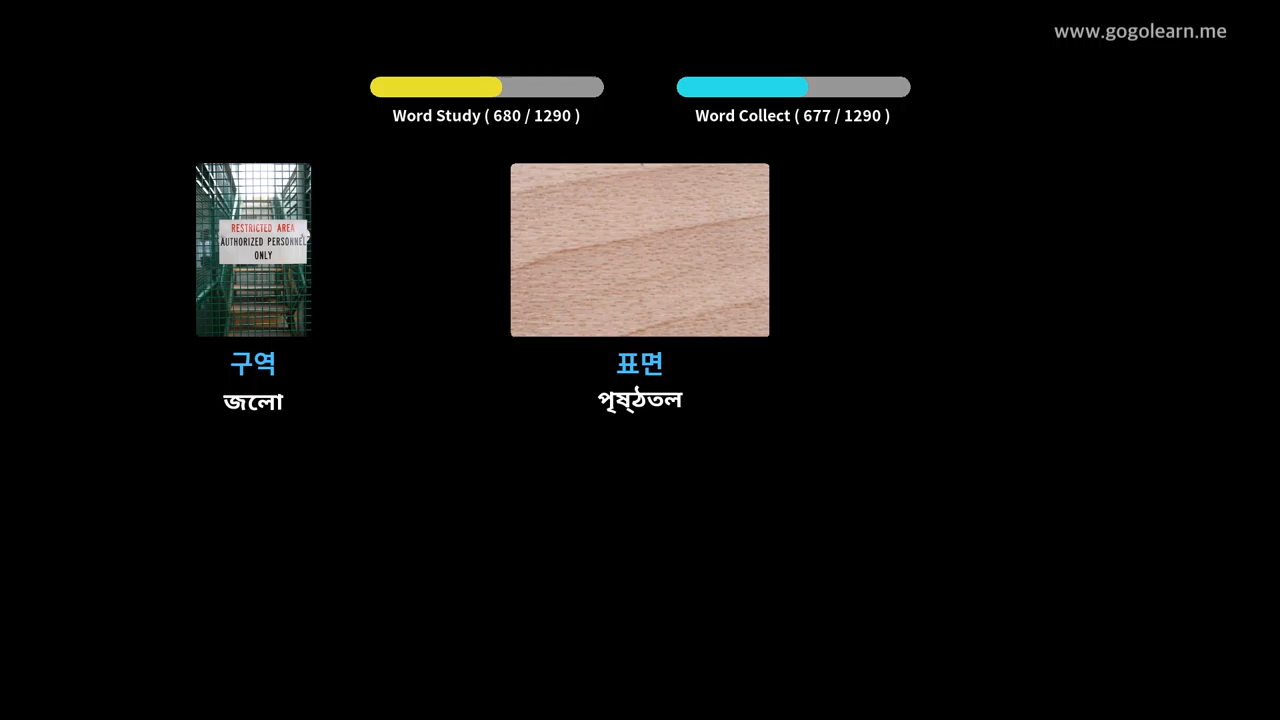 www.gogolearn.me
Word Study ( 680 / 1290 )
Word Collect ( 677 / 1290 )
RESTRICTED AREA
AUTHORIZED PERSONNEL
ONLY
구역
জলো
표면
পৃষ্ঠতল